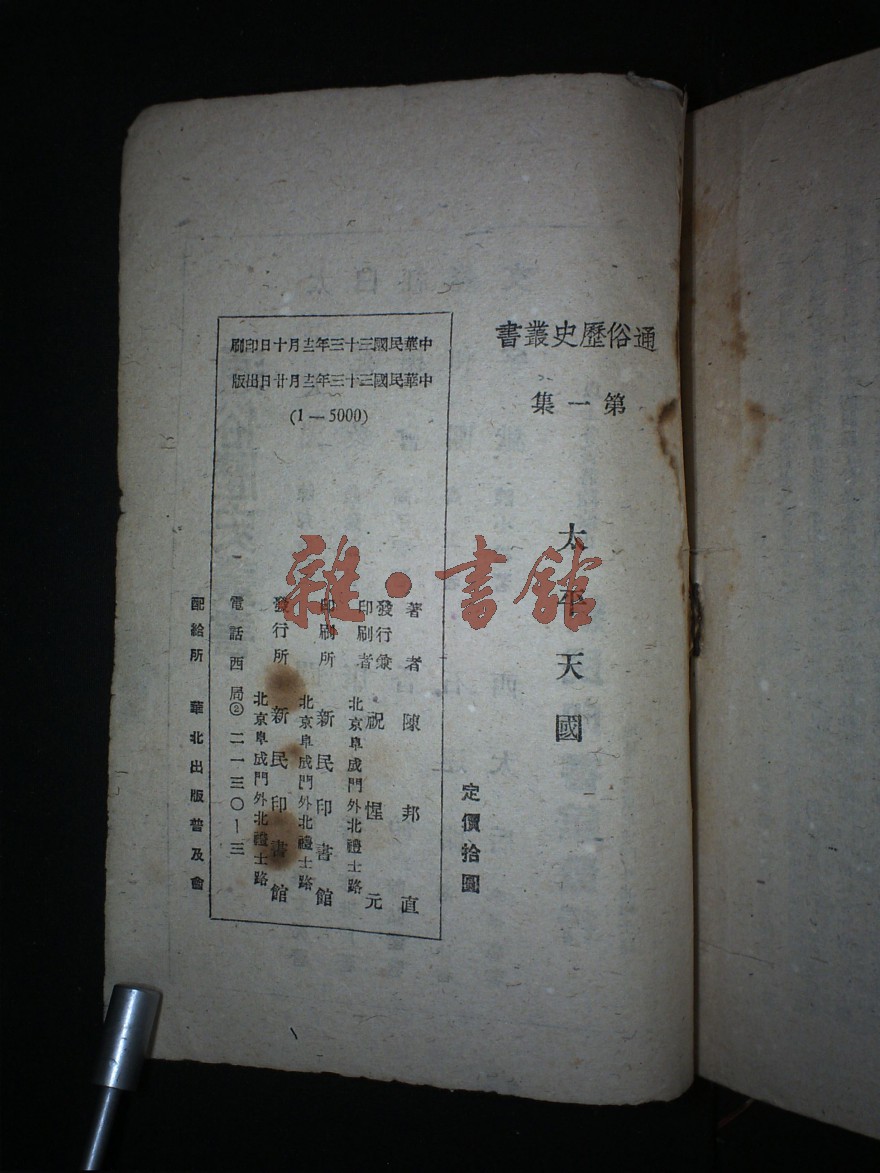 通俗歷史叢書
第一集
太平天國
定價拾圓
中華民國三十三年十二月十日印刷
中華民國三十三年十二月廿日出版
(1—5000)
著者 陳邦直
發行兼印刷者 祝惺元
北京阜成門外北禮士路
印刷所 新民印書館
北京阜成門外北禮士路
發行所 新民印書館
北京阜成門外北禮士路
電話西局②二一三〇—三
配給所 華北出版普及會
雜·書館